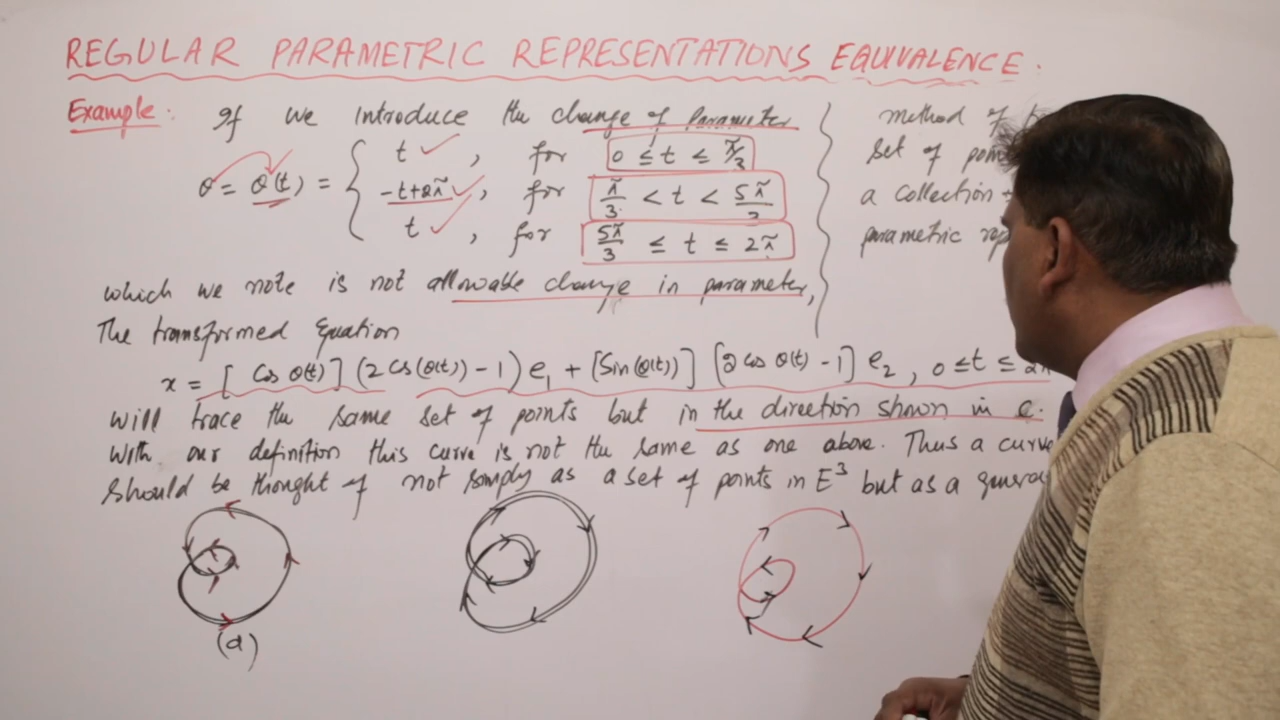 REGULAR PARAMETRIC REPRESENTATIONS EQUIVALENCE.
Example: If we introduce the change of Parameter
θ = θ(t) = { t , for 0 ≤ t ≤ π/3
-t+2π , for π/3 < t < 5π/3
t , for 5π/3 ≤ t ≤ 2π
which we note is not allowable change in parameter,
The transformed Equation
x = [ Cos θ(t) ] (2 Cos(θ(t)) - 1) e₁ + [Sin(θ(t))] [2 cos θ(t) - 1] e₂ , 0 ≤ t ≤ 2π
will trace the same set of points but in the direction shown in c.
With our definition this curve is not the same as one above. Thus a curve
should be thought of not simply as a set of points in E³ but as a
method of
set of
a collection
parametric
(a)